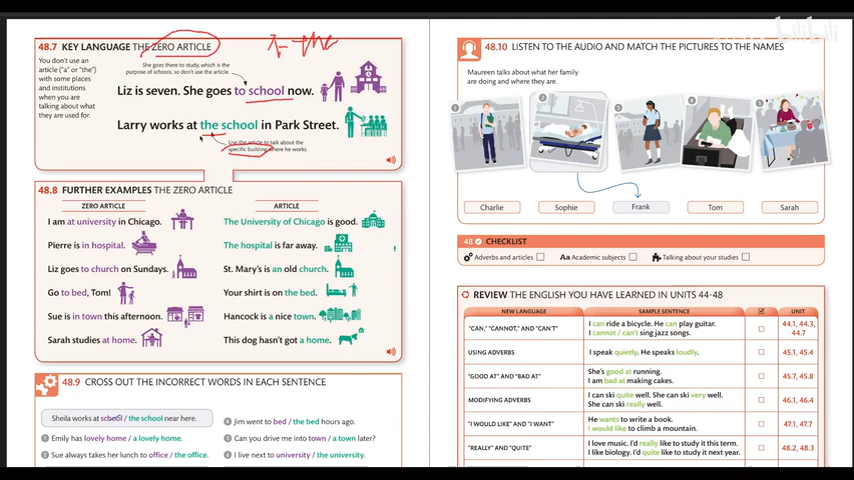 48.7 KEY LANGUAGE THE ZERO ARTICLE
不 the
You don't use an
article ("a" or "the")
with some places
and institutions
when you are
talking about what
they are used for.
She goes there to study, which is the
purpose of schools, so don't use the article.
Liz is seven. She goes to school now.
Larry works at the school in Park Street.
Use the article to talk about the
specific building where he works.
48.8 FURTHER EXAMPLES THE ZERO ARTICLE
ZERO ARTICLE
ARTICLE
I am at university in Chicago.
The University of Chicago is good.
Pierre is in hospital.
The hospital is far away.
Liz goes to church on Sundays.
St. Mary's is an old church.
Go to bed, Tom!
Your shirt is on the bed.
Sue is in town this afternoon.
Hancock is a nice town.
Sarah studies at home.
This dog hasn't got a home.
48.9 CROSS OUT THE INCORRECT WORDS IN EACH SENTENCE
Sheila works at school / the school near here.
1 Emily has lovely home / a lovely home.
2 Sue always takes her lunch to office / the office.
4 Jim went to bed / the bed hours ago.
5 Can you drive me into town / a town later?
6 I live next to university / the university.
48.10 LISTEN TO THE AUDIO AND MATCH THE PICTURES TO THE NAMES
Maureen talks about what her family
are doing and where they are.
1
2
3
4
5
Charlie
Sophie
Frank
Tom
Sarah
48 CHECKLIST
Adverbs and articles
Aa Academic subjects
Talking about your studies
REVIEW THE ENGLISH YOU HAVE LEARNED IN UNITS 44-48
NEW LANGUAGE
SAMPLE SENTENCE
UNIT
"CAN," "CANNOT," AND "CAN'T"
I can ride a bicycle. He can play guitar.
I cannot / can't sing jazz songs.
44.1, 44.3,
44.7
USING ADVERBS
I speak quietly. He speaks loudly.
45.1, 45.4
"GOOD AT" AND "BAD AT"
She's good at running.
I am bad at making cakes.
45.7, 45.8
MODIFYING ADVERBS
I can ski quite well. She can ski very well.
She can ski really well.
46.1, 46.4
"I WOULD LIKE" AND "I WANT"
He wants to write a book.
I would like to climb a mountain.
47.1, 47.7
"REALLY" AND "QUITE"
I love music. I'd really like to study it this term.
I like biology. I'd quite like to study it next year.
48.2, 48.3
bilibili